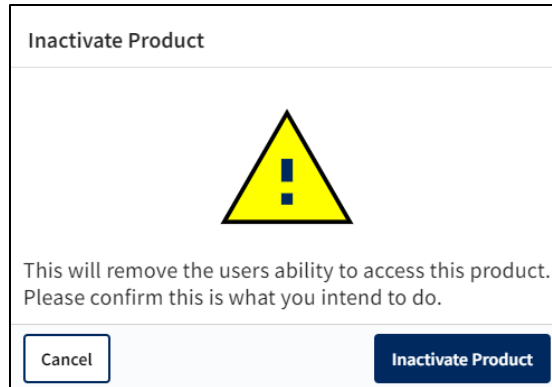 Inactivate Product
!
This will remove the users ability to access this product.
Please confirm this is what you intend to do.
Cancel
Inactivate Product